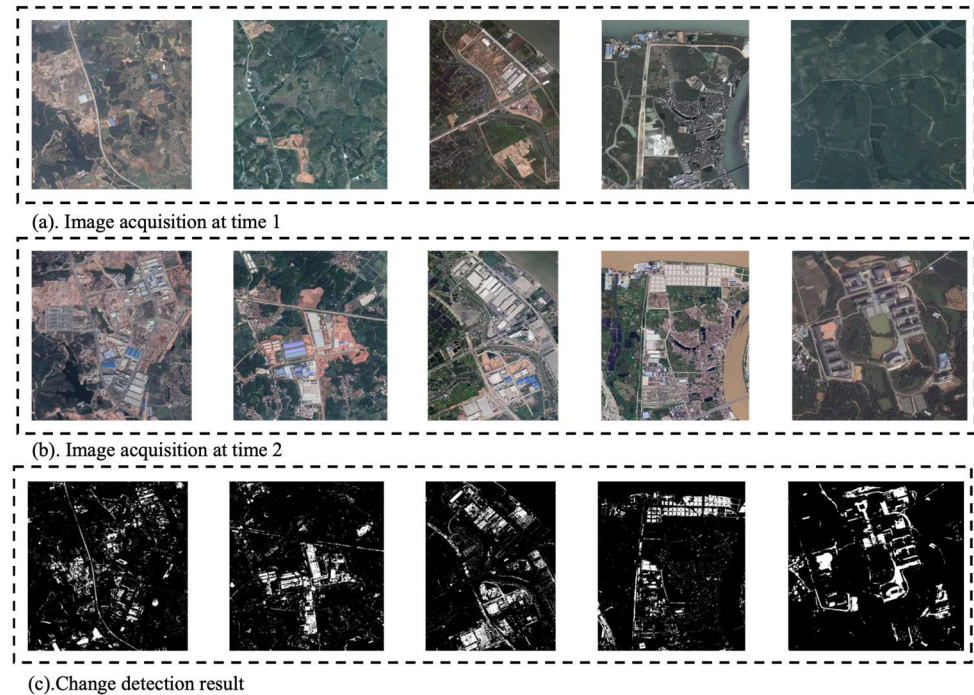 (a). Image acquisition at time 1
(b). Image acquisition at time 2
(c).Change detection result